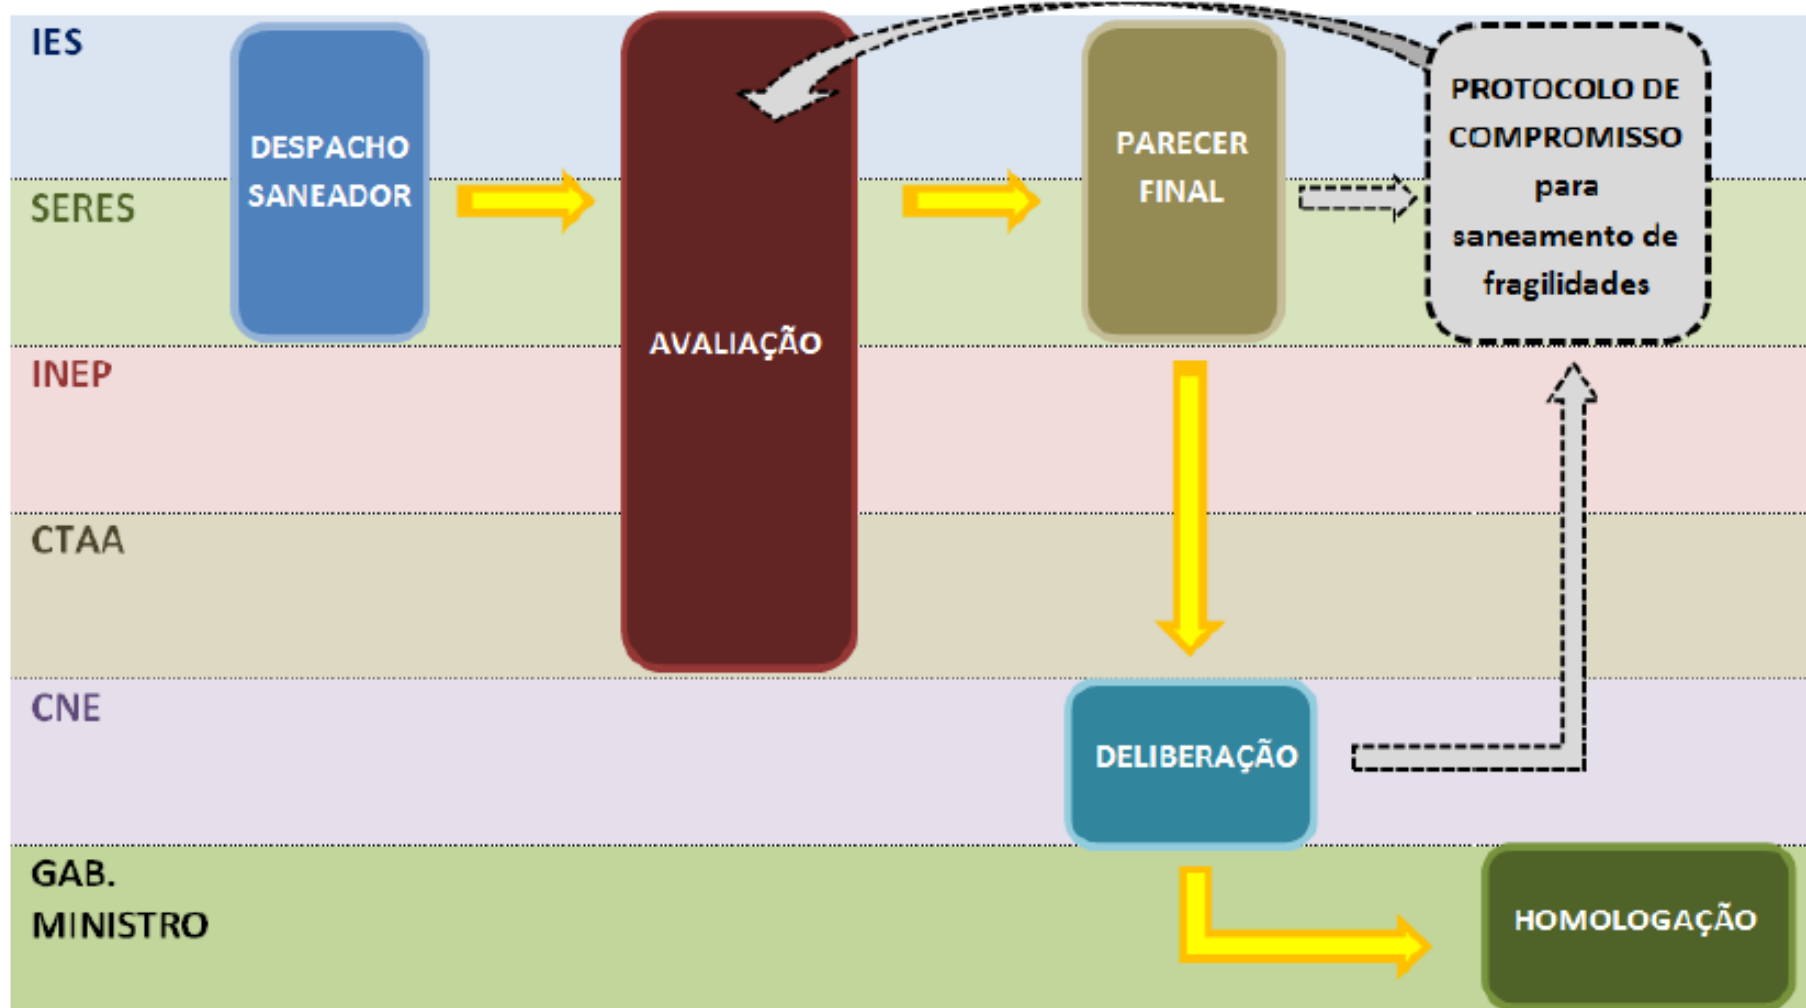 IES
DESPACHO
SANEADOR
AVALIAÇÃO
PARECER
FINAL
PROTOCOLO DE
COMPROMISSO
para
saneamento de
fragilidades
SERES
INEP
CTAA
CNE
DELIBERAÇÃO
GAB.
MINISTRO
HOMOLOGAÇÃO